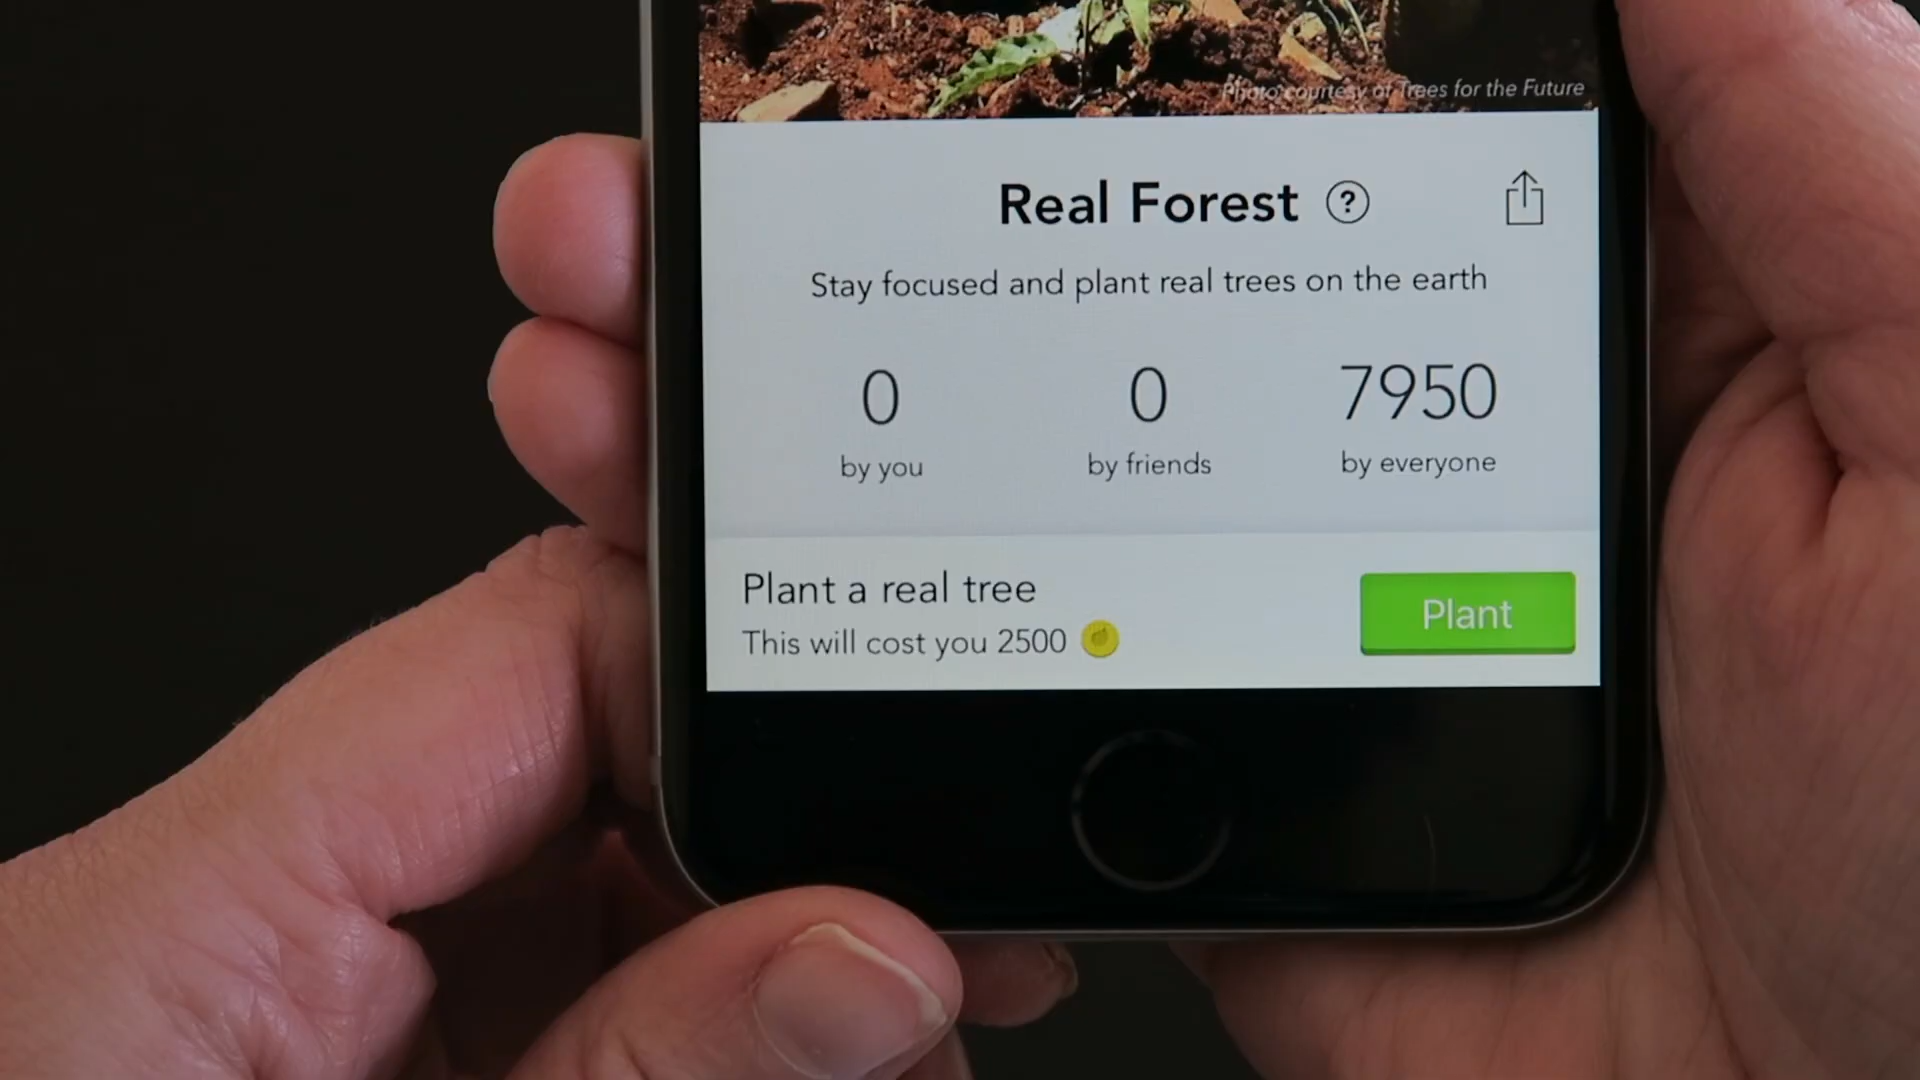 Photo courtesy of Trees for the Future
Real Forest ?
Stay focused and plant real trees on the earth
0 0 7950
by you by friends by everyone
Plant a real tree
This will cost you 2500
Plant